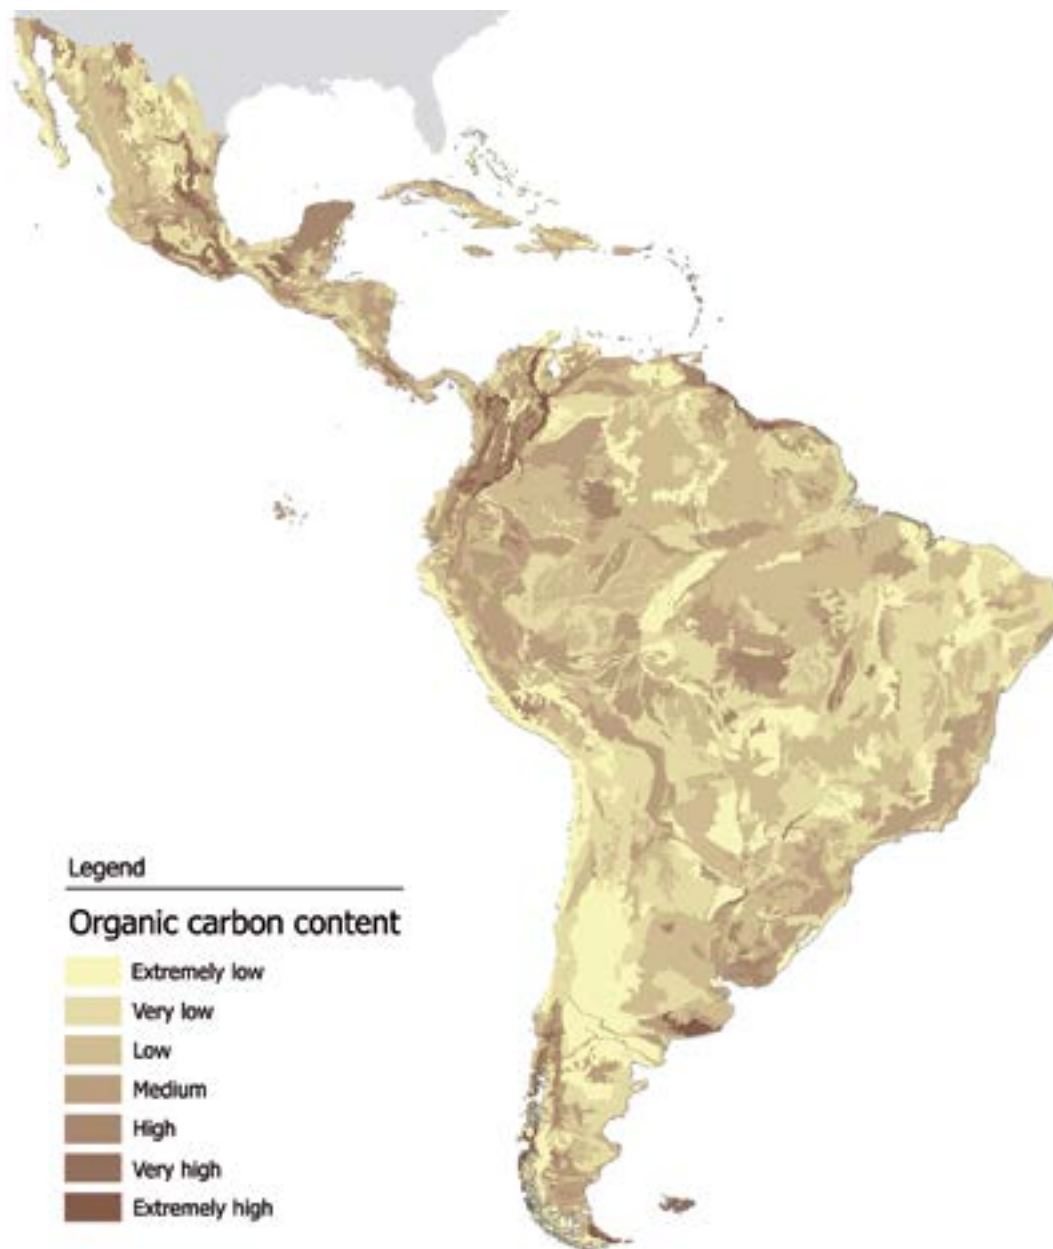 Legend
Organic carbon content
Extremely low
Very low
Low
Medium
High
Very high
Extremely high